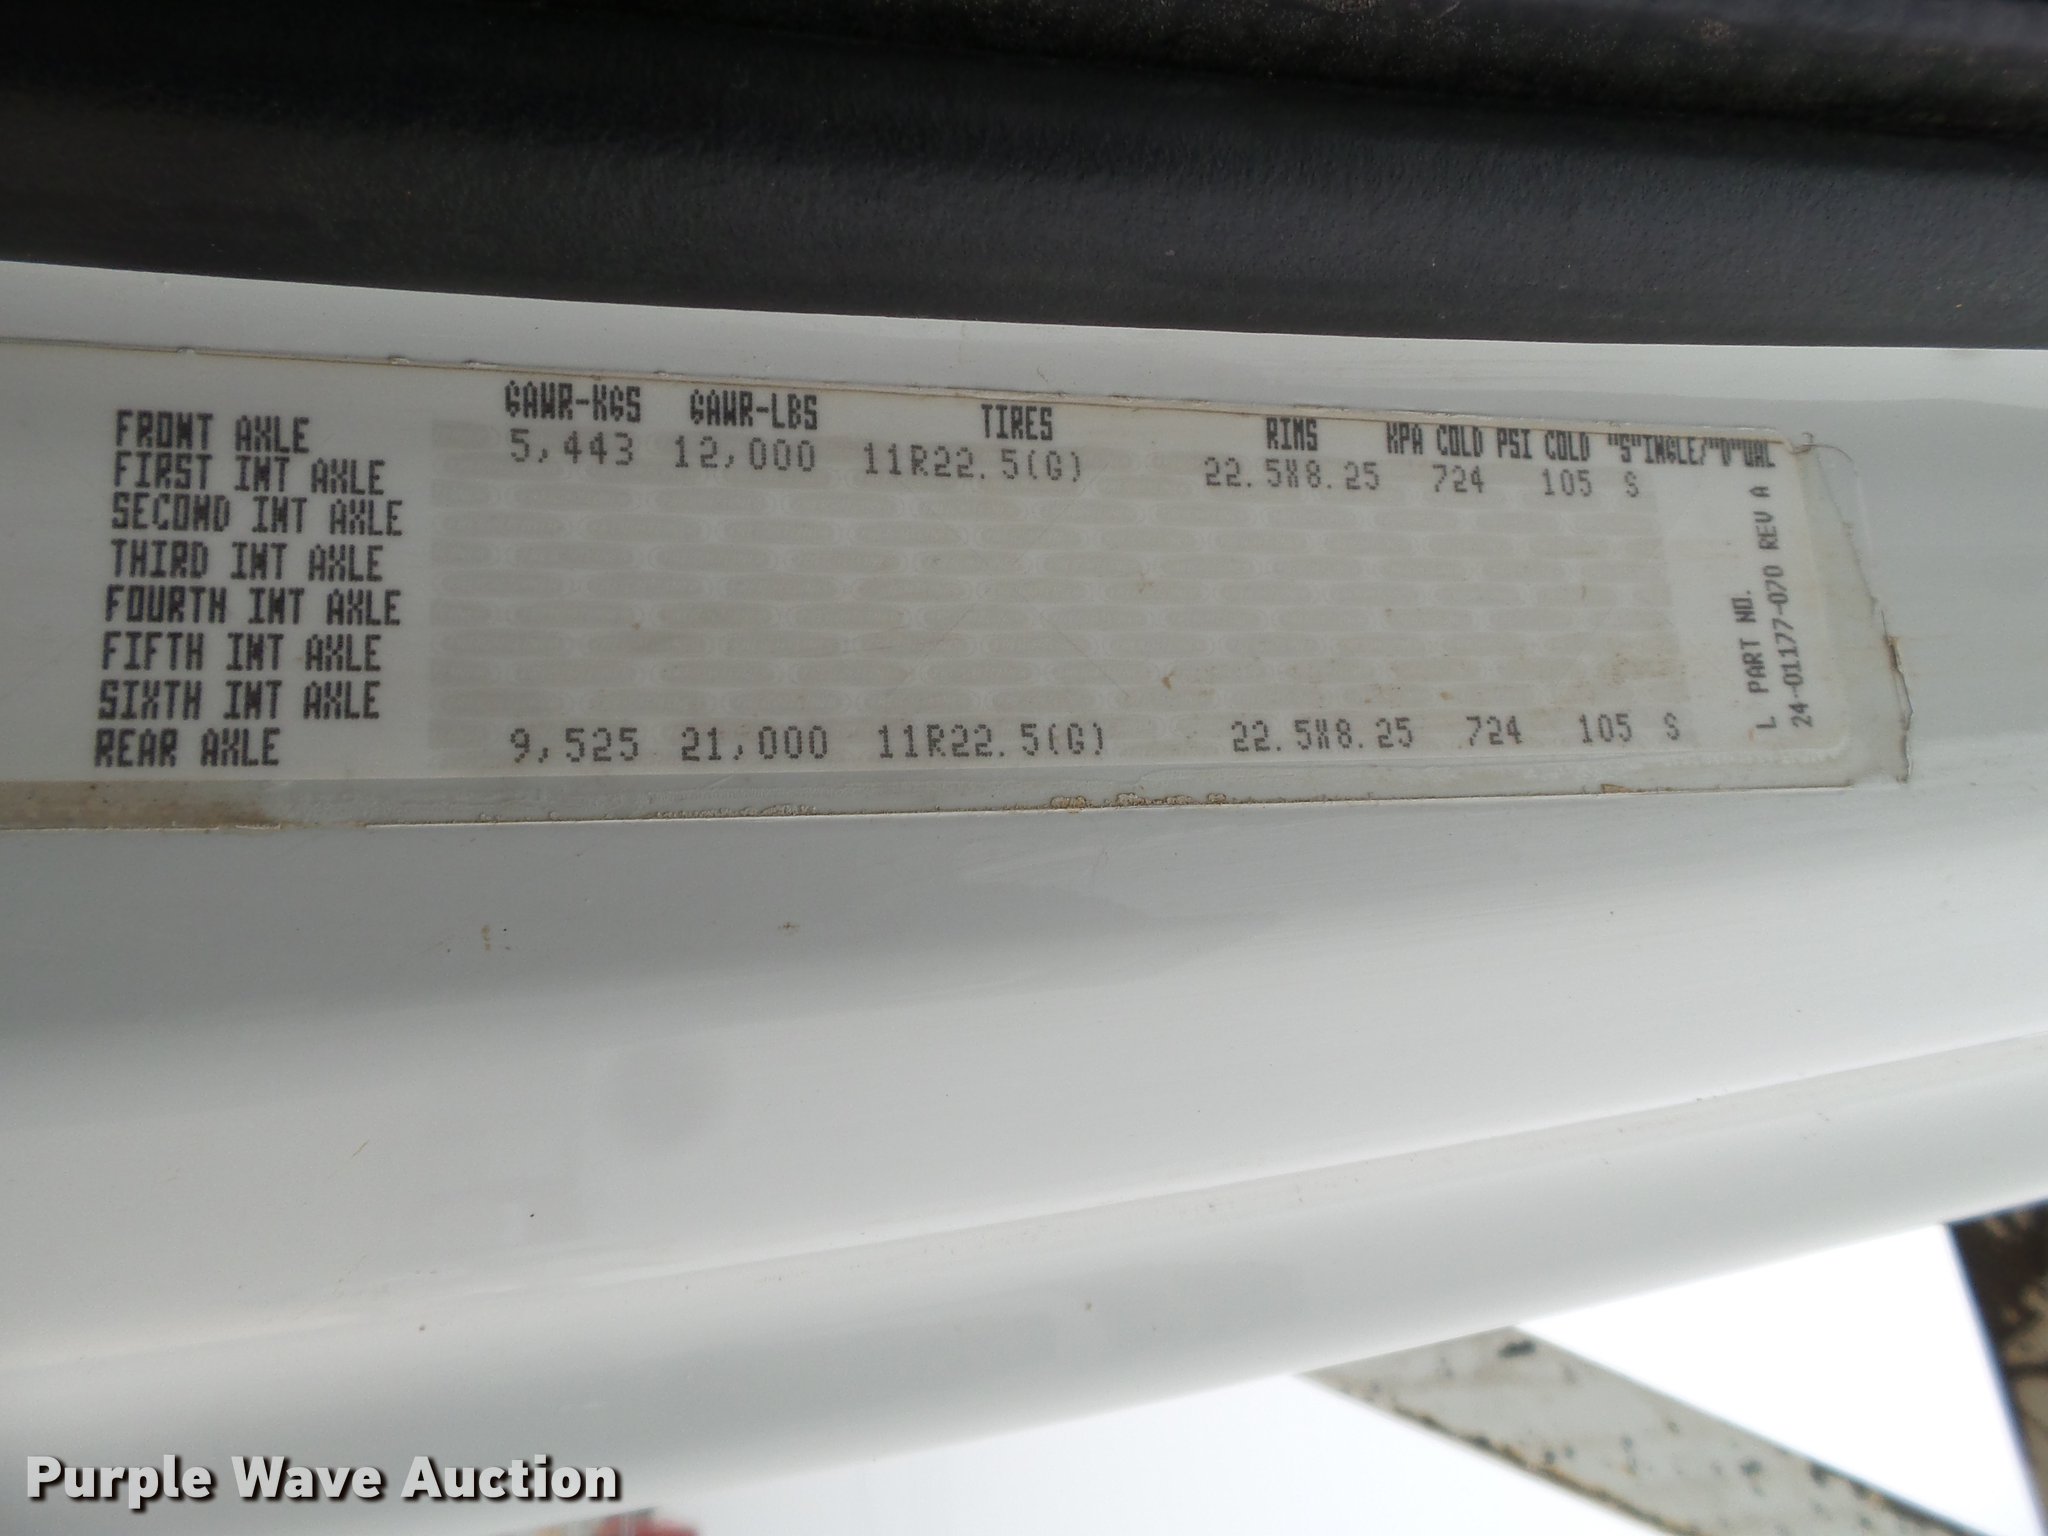 GAWR-KGS GAWR-LBS TIRES RIMS KPA COLD PSI COLD "S"INGLE/"D"UAL
FRONT AXLE 5,443 12,000 11R22.5(G) 22.5X8.25 724 105 S
FIRST INT AXLE
SECOND INT AXLE
THIRD INT AXLE
FOURTH INT AXLE
FIFTH INT AXLE
SIXTH INT AXLE
REAR AXLE 9,525 21,000 11R22.5(G) 22.5X8.25 724 105 S
L PART NO.
24-01177-070 REV A
Purple Wave Auction